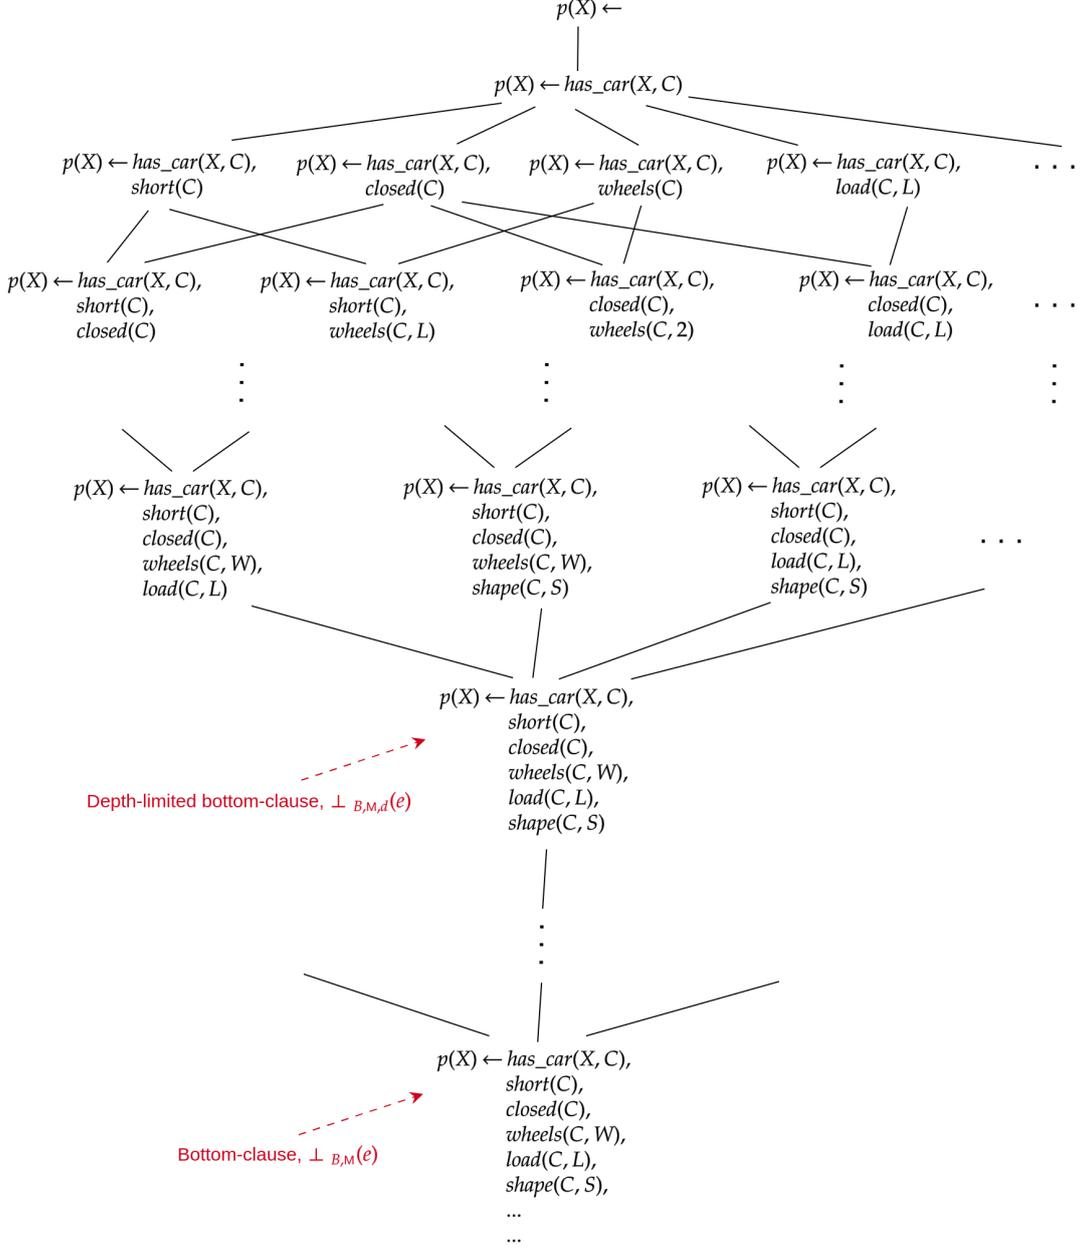 p(X) ←
p(X) ← has_car(X, C)
p(X) ← has_car(X, C),
short(C)
p(X) ← has_car(X, C),
closed(C)
p(X) ← has_car(X, C),
wheels(C)
p(X) ← has_car(X, C),
load(C, L)
. . .
p(X) ← has_car(X, C),
short(C),
closed(C)
p(X) ← has_car(X, C),
short(C),
wheels(C, L)
p(X) ← has_car(X, C),
closed(C),
wheels(C, 2)
p(X) ← has_car(X, C),
closed(C),
load(C, L)
. . .
p(X) ← has_car(X, C),
short(C),
closed(C),
wheels(C, W),
load(C, L)
p(X) ← has_car(X, C),
short(C),
closed(C),
wheels(C, W),
shape(C, S)
p(X) ← has_car(X, C),
short(C),
closed(C),
load(C, L),
shape(C, S)
. . .
p(X) ← has_car(X, C),
short(C),
closed(C),
wheels(C, W),
load(C, L),
shape(C, S)
Depth-limited bottom-clause, ⊥ B,M,d(e)
p(X) ← has_car(X, C),
short(C),
closed(C),
wheels(C, W),
load(C, L),
shape(C, S),
...
...
Bottom-clause, ⊥ B,M(e)